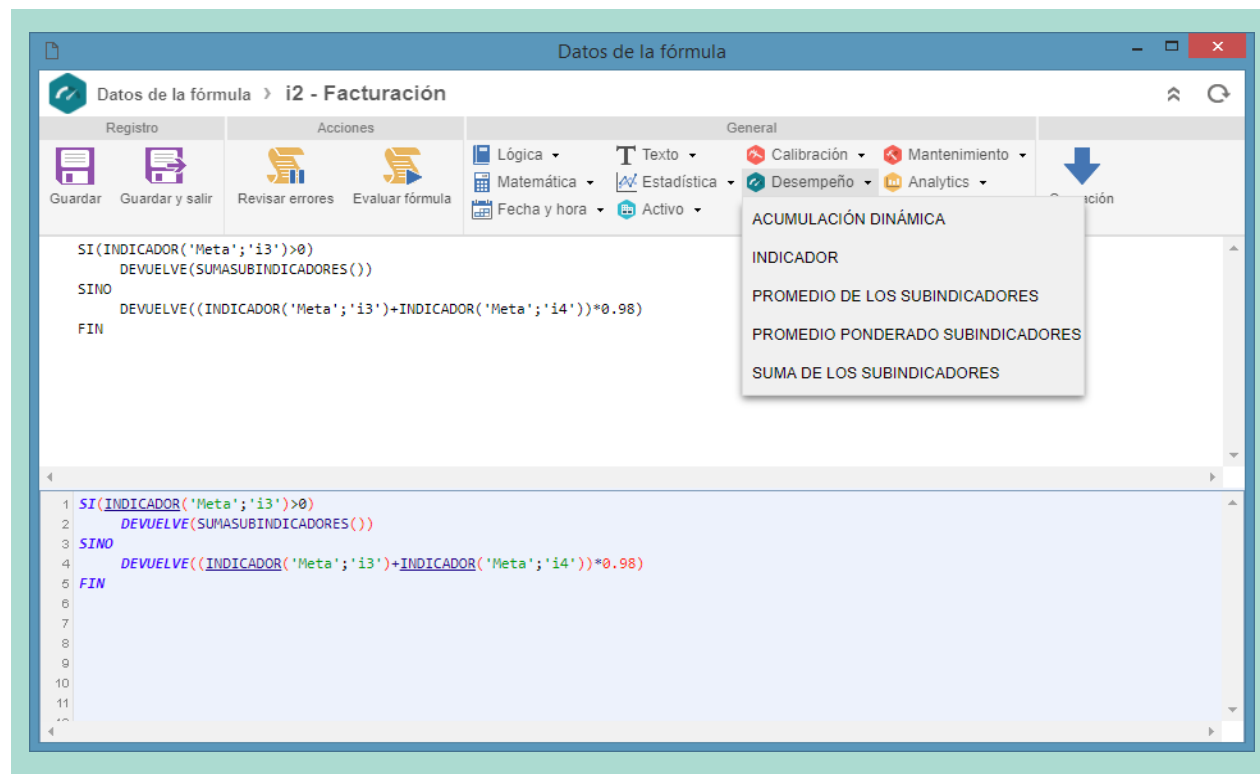 Datos de la fórmula
Datos de la fórmula › i2 - Facturación
Registro Acciones General
Lógica Texto Calibración Mantenimiento
Matemática Estadística Desempeño Analytics
Guardar Guardar y salir Revisar errores Evaluar fórmula
Fecha y hora Activo
ACUMULACIÓN DINÁMICA
INDICADOR
PROMEDIO DE LOS SUBINDICADORES
PROMEDIO PONDERADO SUBINDICADORES
SUMA DE LOS SUBINDICADORES
SI(INDICADOR('Meta';'i3')>0)
DEVUELVE(SUMASUBINDICADORES())
SINO
DEVUELVE((INDICADOR('Meta';'i3')+INDICADOR('Meta';'i4'))*0.98)
FIN
1 SI(INDICADOR('Meta';'i3')>0)
2 DEVUELVE(SUMASUBINDICADORES())
3 SINO
4 DEVUELVE((INDICADOR('Meta';'i3')+INDICADOR('Meta';'i4'))*0.98)
5 FIN
6
7
8
9
10
11